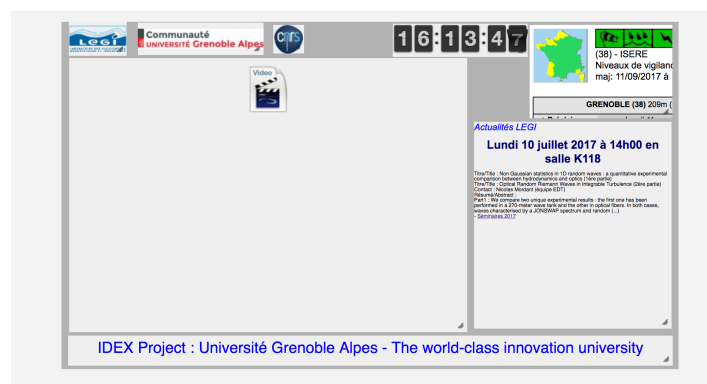 LEGI
Communauté
UNIVERSITÉ Grenoble Alpes
cnrs
16:13:47
(38) - ISERE
Niveaux de vigilanc
maj: 11/09/2017 à
GRENOBLE (38) 209m (
Video
Actualités LEGI
Lundi 10 juillet 2017 à 14h00 en
salle K118
Titre/Title : Non Gaussian statistics in 1D random waves : a quantitative experimental
comparison between hydrodynamics and optics (1ère partie)
Titre/Title : Optical Random Riemann Waves in Integrable Turbulence (2ère partie)
Contact : Nicolas Mordant (équipe EDT)
Résumé/Abstract :
Part1 : We compare two unique experimental results : the first one has been
performed in a 270-meter wave tank and the other in optical fibers. In both cases,
waves characterised by a JONSWAP spectrum and random (...)
- Séminaires 2017
IDEX Project : Université Grenoble Alpes - The world-class innovation university